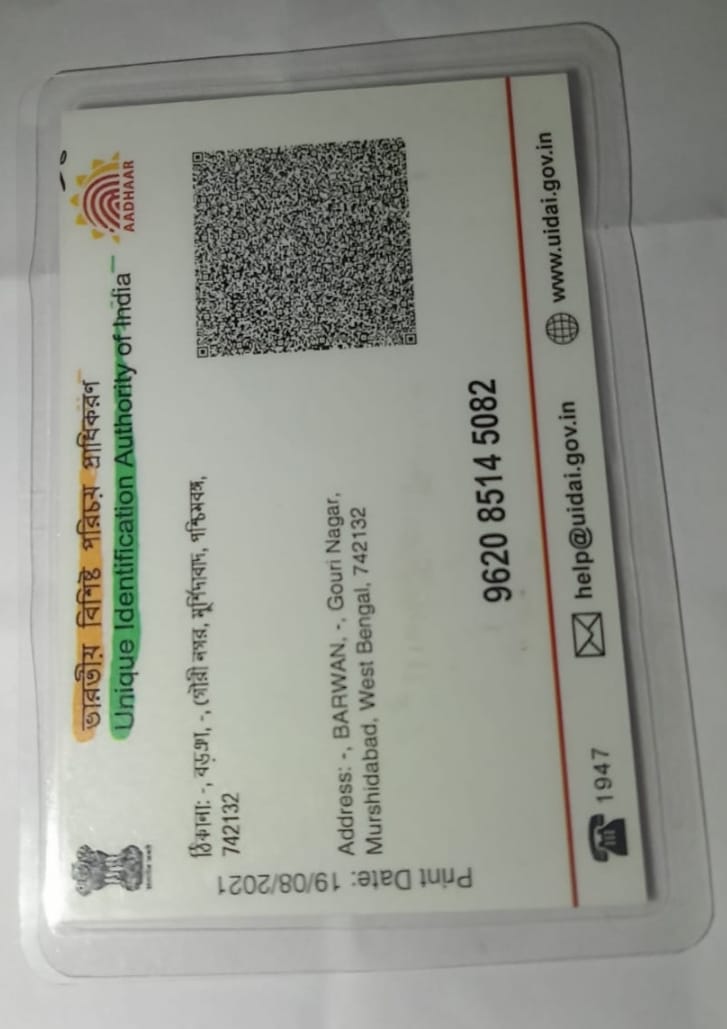 ভারতীয় বিশিষ্ট পরিচয় প্রাধিকরণ
Unique Identification Authority of India
AADHAAR
ঠিকানা: -, বড়ঞা, -, গৌরী নগর, মুর্শিদাবাদ, পশ্চিমবঙ্গ,
742132
Address: -, BARWAN, -, Gouri Nagar,
Murshidabad, West Bengal, 742132
Print Date: 19/08/2021
9620 8514 5082
1947
help@uidai.gov.in
www.uidai.gov.in